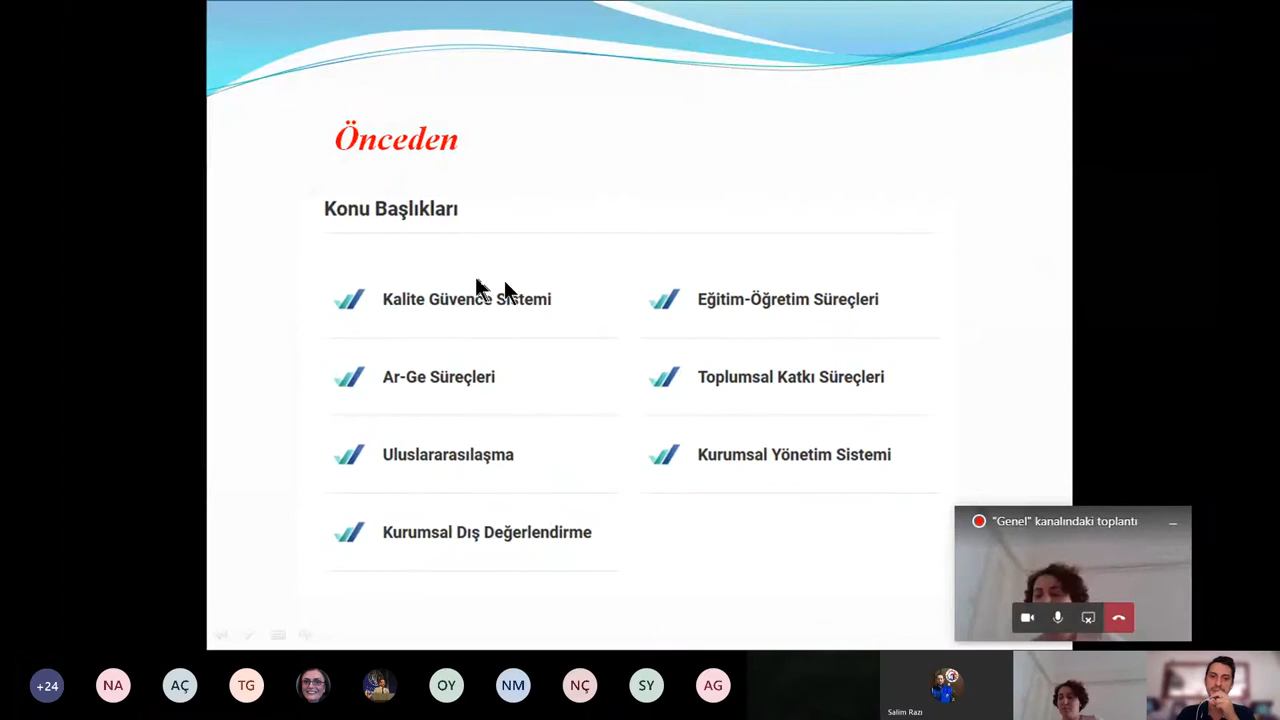 Önceden
Konu Başlıkları
Kalite Güvence Sistemi
Eğitim-Öğretim Süreçleri
Ar-Ge Süreçleri
Toplumsal Katkı Süreçleri
Uluslararasılaşma
Kurumsal Yönetim Sistemi
Kurumsal Dış Değerlendirme
"Genel" kanalındaki toplantı
+24
NA
AÇ
TG
OY
NM
NÇ
SY
AG
Salim Razı